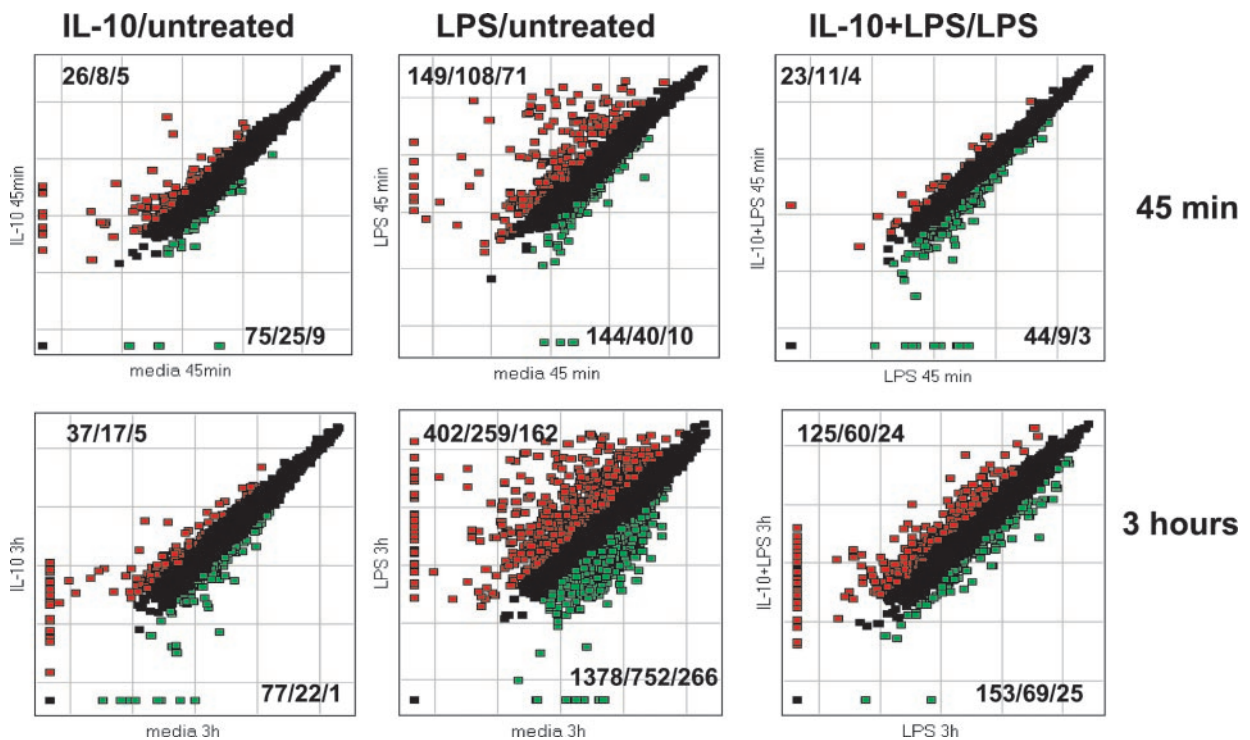 IL-10/untreated
LPS/untreated
IL-10+LPS/LPS
26/8/5
IL-10 45min
75/25/9
media 45min
149/108/71
LPS 45 min
144/40/10
media 45 min
23/11/4
IL-10+LPS 45 min
44/9/3
LPS 45 min
45 min
37/17/5
IL-10 3h
77/22/1
media 3h
402/259/162
LPS 3h
1378/752/266
media 3h
125/60/24
IL-10+LPS 3h
153/69/25
LPS 3h
3 hours